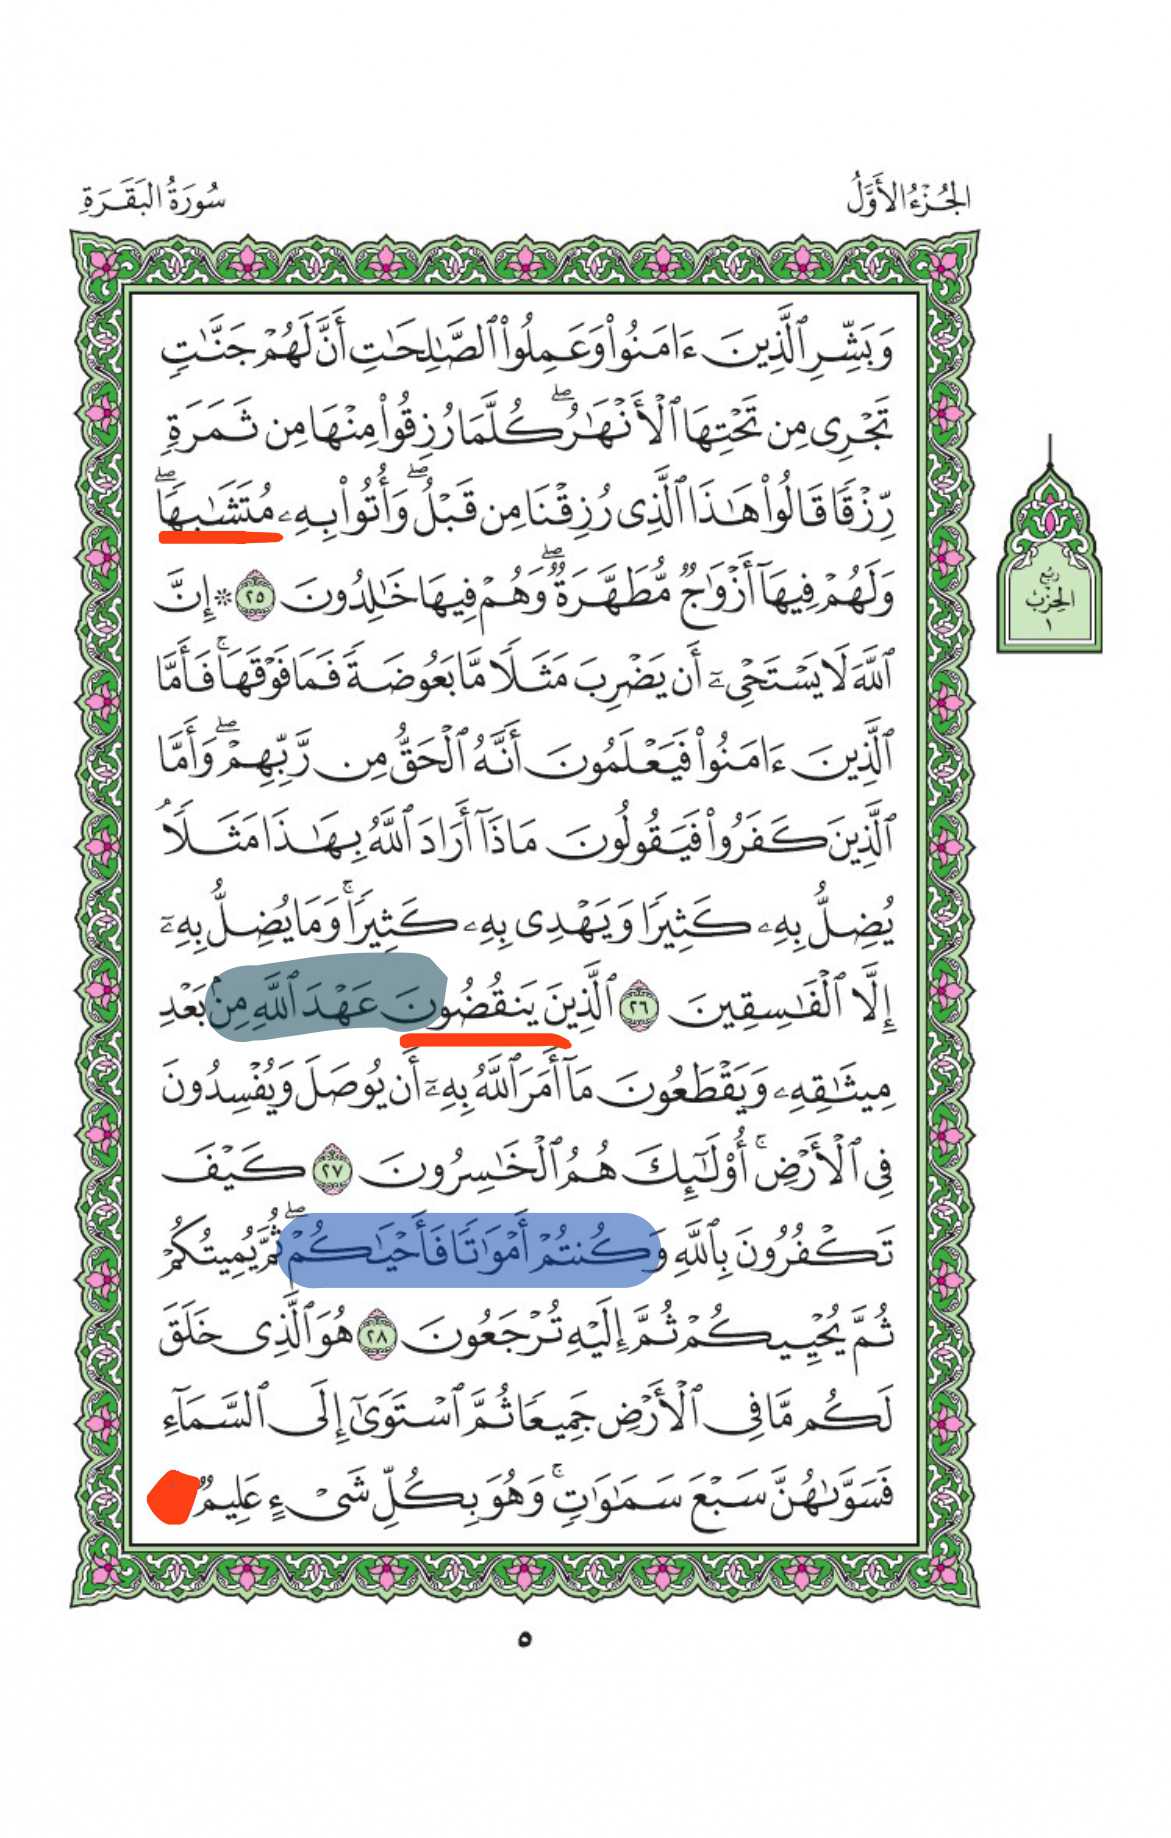 الجُزْءُ الأَوَّلُ
سُورَةُ البَقَرَةِ
وَبَشِّرِ ٱلَّذِينَ ءَامَنُوا۟ وَعَمِلُوا۟ ٱلصَّـٰلِحَـٰتِ أَنَّ لَهُمْ جَنَّـٰتٍ
تَجْرِى مِن تَحْتِهَا ٱلْأَنْهَـٰرُ ۖ كُلَّمَا رُزِقُوا۟ مِنْهَا مِن ثَمَرَةٍ
رِّزْقًا قَالُوا۟ هَـٰذَا ٱلَّذِى رُزِقْنَا مِن قَبْلُ ۖ وَأُتُوا۟ بِهِۦ مُتَشَـٰبِهًا ۖ
وَلَهُمْ فِيهَآ أَزْوَٰجٌ مُّطَهَّرَةٌ ۖ وَهُمْ فِيهَا خَـٰلِدُونَ ٢٥ ۞ إِنَّ
ٱللَّهَ لَا يَسْتَحْىِۦٓ أَن يَضْرِبَ مَثَلًا مَّا بَعُوضَةً فَمَا فَوْقَهَا ۚ فَأَمَّا
ٱلَّذِينَ ءَامَنُوا۟ فَيَعْلَمُونَ أَنَّهُ ٱلْحَقُّ مِن رَّبِّهِمْ ۖ وَأَمَّا
ٱلَّذِينَ كَفَرُوا۟ فَيَقُولُونَ مَاذَآ أَرَادَ ٱللَّهُ بِهَـٰذَا مَثَلًا ۘ
يُضِلُّ بِهِۦ كَثِيرًا وَيَهْدِى بِهِۦ كَثِيرًا ۚ وَمَا يُضِلُّ بِهِۦٓ
إِلَّا ٱلْفَـٰسِقِينَ ٢٦ ٱلَّذِينَ يَنقُضُونَ عَهْدَ ٱللَّهِ مِنۢ بَعْدِ
مِيثَـٰقِهِۦ وَيَقْطَعُونَ مَآ أَمَرَ ٱللَّهُ بِهِۦٓ أَن يُوصَلَ وَيُفْسِدُونَ
فِى ٱلْأَرْضِ ۚ أُو۟لَـٰٓئِكَ هُمُ ٱلْخَـٰسِرُونَ ٢٧ كَيْفَ
تَكْفُرُونَ بِٱللَّهِ وَكُنتُمْ أَمْوَٰتًا فَأَحْيَـٰكُمْ ۖ ثُمَّ يُمِيتُكُمْ
ثُمَّ يُحْيِيكُمْ ثُمَّ إِلَيْهِ تُرْجَعُونَ ٢٨ هُوَ ٱلَّذِى خَلَقَ
لَكُم مَّا فِى ٱلْأَرْضِ جَمِيعًا ثُمَّ ٱسْتَوَىٰٓ إِلَى ٱلسَّمَآءِ
فَسَوَّىٰهُنَّ سَبْعَ سَمَـٰوَٰتٍ ۚ وَهُوَ بِكُلِّ شَىْءٍ عَلِيمٌ
رُبْع
الحِزْب
١
٥